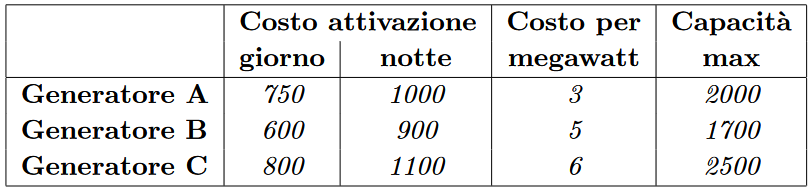 Costo attivazione Costo per Capacità
giorno notte megawatt max
Generatore A 750 1000 3 2000
Generatore B 600 900 5 1700
Generatore C 800 1100 6 2500